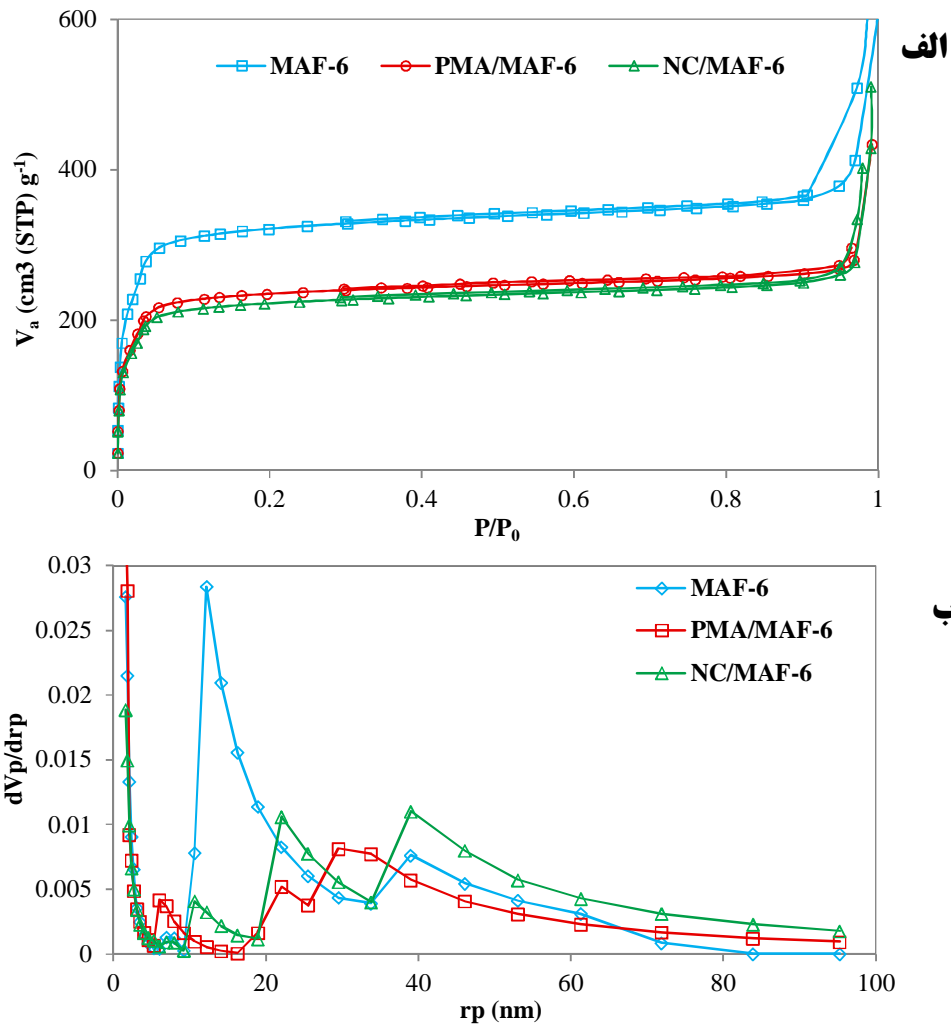 الف
MAF-6 PMA/MAF-6 NC/MAF-6
600
400
200
0
Va (cm3 (STP) g-1)
0 0.2 0.4 0.6 0.8 1
P/P0
ب
MAF-6
PMA/MAF-6
NC/MAF-6
0.03
0.025
0.02
0.015
0.01
0.005
0
dVp/drp
0 20 40 60 80 100
rp (nm)